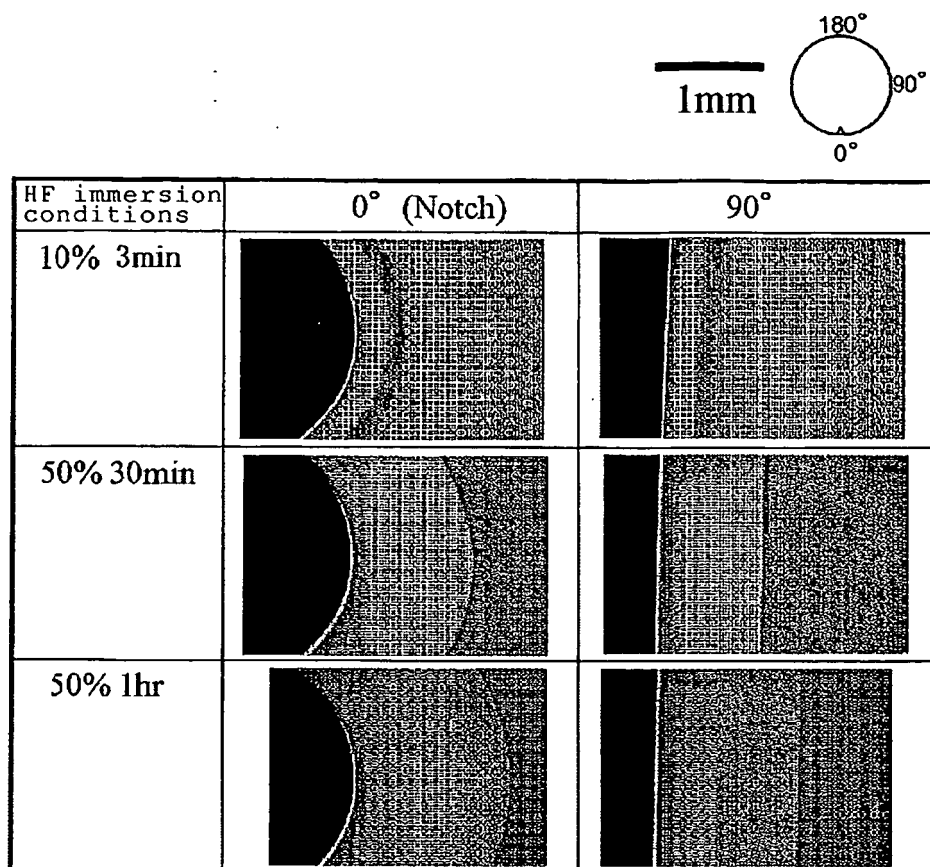 180°
90°
1mm
0°
HF immersion conditions
0° (Notch)
90°
10% 3min
50% 30min
50% 1hr